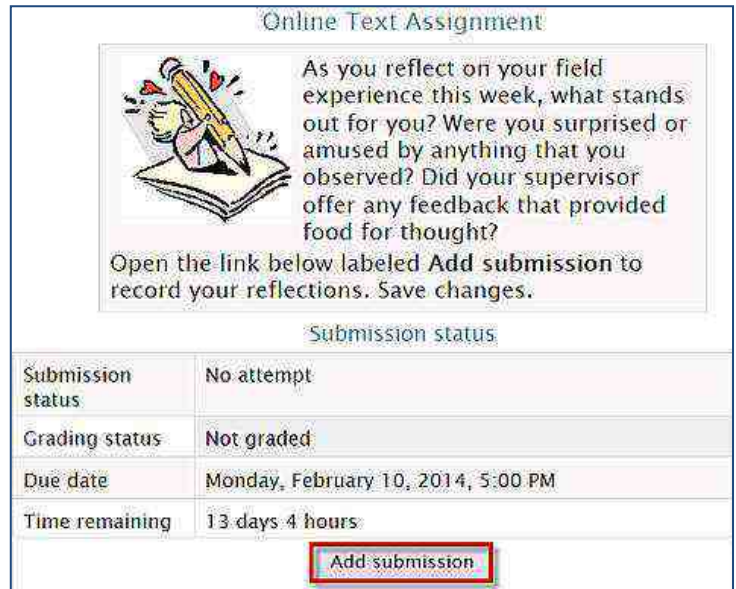 Online Text Assignment
As you reflect on your field
experience this week, what stands
out for you? Were you surprised or
amused by anything that you
observed? Did your supervisor
offer any feedback that provided
food for thought?
Open the link below labeled Add submission to
record your reflections. Save changes.
Submission status
Submission status No attempt
Grading status Not graded
Due date Monday, February 10, 2014, 5:00 PM
Time remaining 13 days 4 hours
Add submission